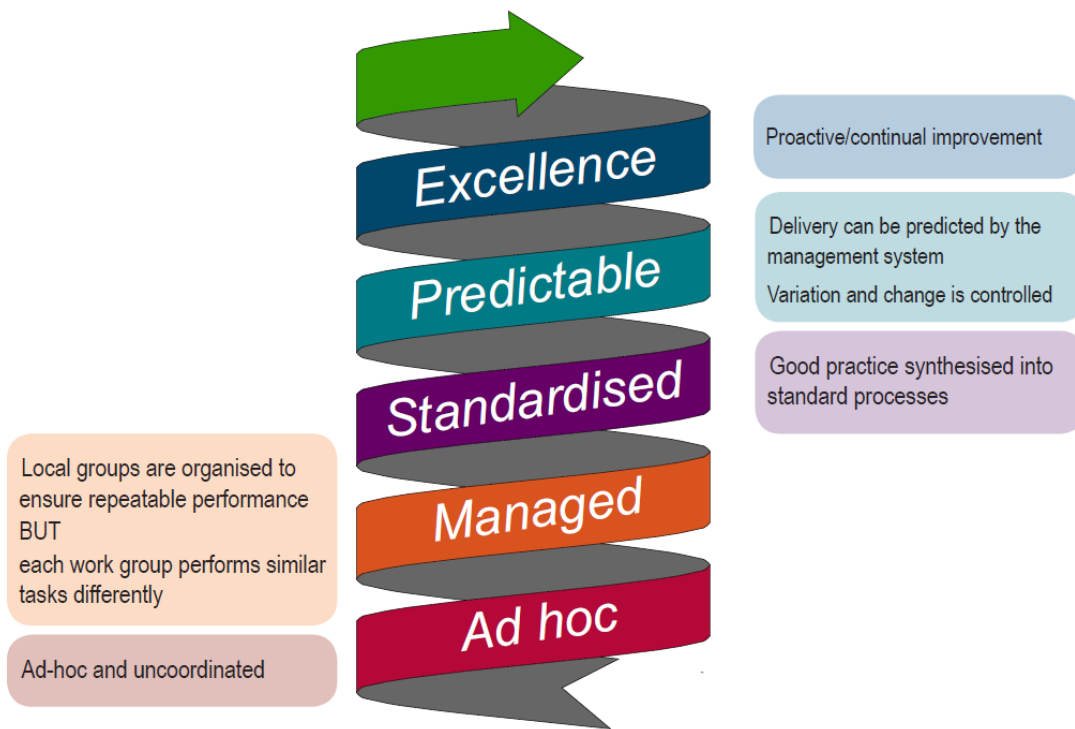 Excellence
Proactive/continual improvement
Predictable
Delivery can be predicted by the
management system
Variation and change is controlled
Standardised
Good practice synthesised into
standard processes
Managed
Local groups are organised to
ensure repeatable performance
BUT
each work group performs similar
tasks differently
Ad hoc
Ad-hoc and uncoordinated